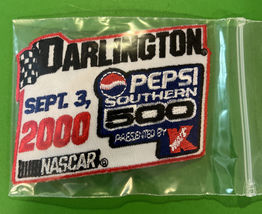 DARLINGTON®
PEPSI
SOUTHERN
500
PRESENTED BY K
SEPT. 3,
2000
NASCAR®